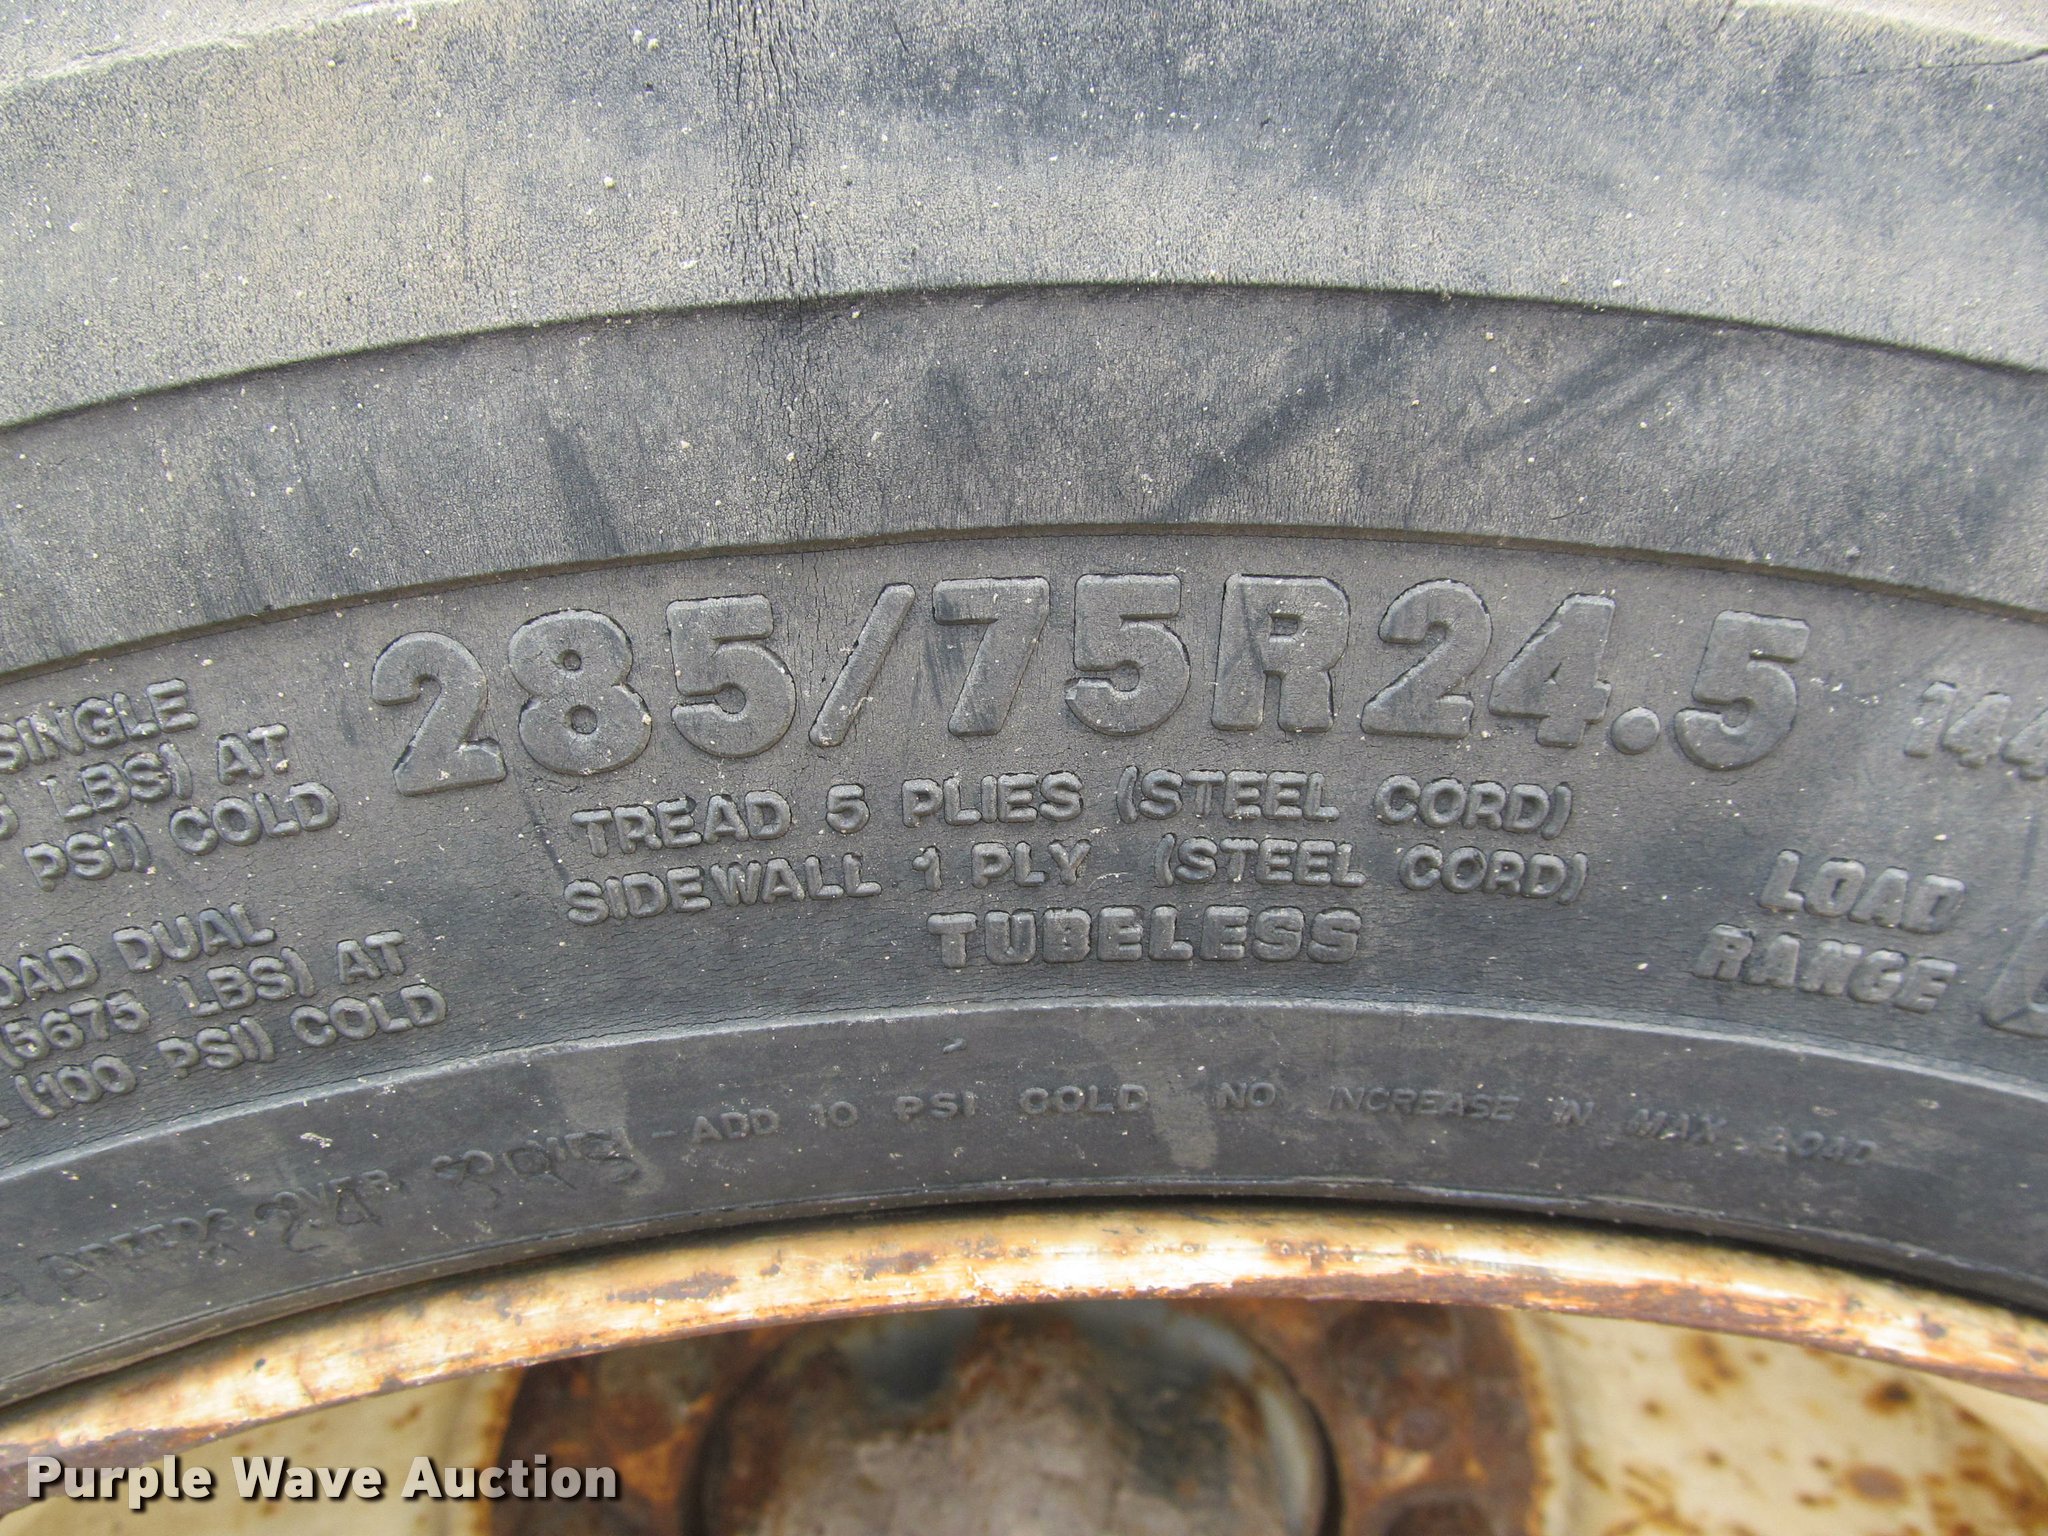 SINGLE
LBS) AT
PSI) COLD
285/75R24.5
144
TREAD 5 PLIES (STEEL CORD)
SIDEWALL 1 PLY (STEEL CORD)
TUBELESS
LOAD
RANGE
DUAL
(5675 LBS) AT
(100 PSI) COLD
- ADD 10 PSI COLD NO INCREASE IN MAX. LOAD
Purple Wave Auction